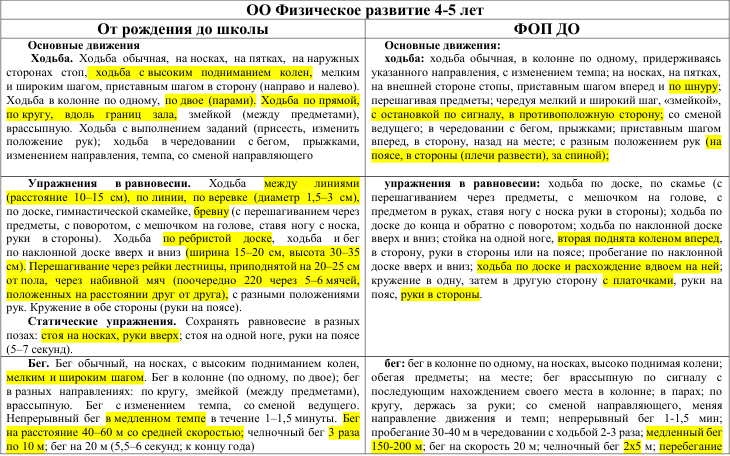 ОО Физическое развитие 4-5 лет
От рождения до школы
ФОП ДО
Основные движения
Ходьба. Ходьба обычная, на носках, на пятках, на наружных
сторонах стоп, ходьба с высоким подниманием колен, мелким
и широким шагом, приставным шагом в сторону (направо и налево).
Ходьба в колонне по одному, по двое (парами). Ходьба по прямой,
по кругу, вдоль границ зала, змейкой (между предметами),
врассыпную. Ходьба с выполнением заданий (присесть, изменить
положение рук); ходьба в чередовании с бегом, прыжками,
изменением направления, темпа, со сменой направляющего
Основные движения:
ходьба: ходьба обычная, в колонне по одному, придерживаясь
указанного направления, с изменением темпа; на носках, на пятках,
на внешней стороне стопы, приставным шагом вперед и по шнуру;
перешагивая предметы; чередуя мелкий и широкий шаг, «змейкой»,
с остановкой по сигналу, в противоположную сторону; со сменой
ведущего; в чередовании с бегом, прыжками; приставным шагом
вперед, в сторону, назад на месте; с разным положением рук (на
поясе, в стороны (плечи развести), за спиной);
Упражнения в равновесии. Ходьба между линиями
(расстояние 10–15 см), по линии, по веревке (диаметр 1,5–3 см),
по доске, гимнастической скамейке, бревну (с перешагиванием через
предметы, с поворотом, с мешочком на голове, ставя ногу с носка,
руки в стороны). Ходьба по ребристой доске, ходьба и бег
по наклонной доске вверх и вниз (ширина 15–20 см, высота 30–35
см). Перешагивание через рейки лестницы, приподнятой на 20–25 см
от пола, через набивной мяч (поочередно 220 через 5–6 мячей,
положенных на расстоянии друг от друга), с разными положениями
рук. Кружение в обе стороны (руки на поясе).
Статические упражнения. Сохранять равновесие в разных
позах: стоя на носках, руки вверх; стоя на одной ноге, руки на поясе
(5–7 секунд).
упражнения в равновесии: ходьба по доске, по скамье (с
перешагиванием через предметы, с мешочком на голове, с
предметом в руках, ставя ногу с носка руки в стороны); ходьба по
доске до конца и обратно с поворотом; ходьба по наклонной доске
вверх и вниз; стойка на одной ноге, вторая поднята коленом вперед,
в сторону, руки в стороны или на поясе; пробегание по наклонной
доске вверх и вниз; ходьба по доске и расхождение вдвоем на ней;
кружение в одну, затем в другую сторону с платочками, руки на
пояс, руки в стороны.
Бег. Бег обычный, на носках, с высоким подниманием колен,
мелким и широким шагом. Бег в колонне (по одному, по двое); бег
в разных направлениях: по кругу, змейкой (между предметами),
врассыпную. Бег с изменением темпа, со сменой ведущего.
Непрерывный бег в медленном темпе в течение 1–1,5 минуты. Бег
на расстояние 40–60 м со средней скоростью; челночный бег 3 раза
по 10 м; бег на 20 м (5,5–6 секунд; к концу года)
бег: бег в колонне по одному, на носках, высоко поднимая колени;
обегая предметы; на месте; бег врассыпную по сигналу с
последующим нахождением своего места в колонне; в парах; по
кругу, держась за руки; со сменой направляющего, меняя
направление движения и темп; непрерывный бег 1-1,5 мин;
пробегание 30-40 м в чередовании с ходьбой 2-3 раза; медленный бег
150-200 м; бег на скорость 20 м; челночный бег 2х5 м; перебегание